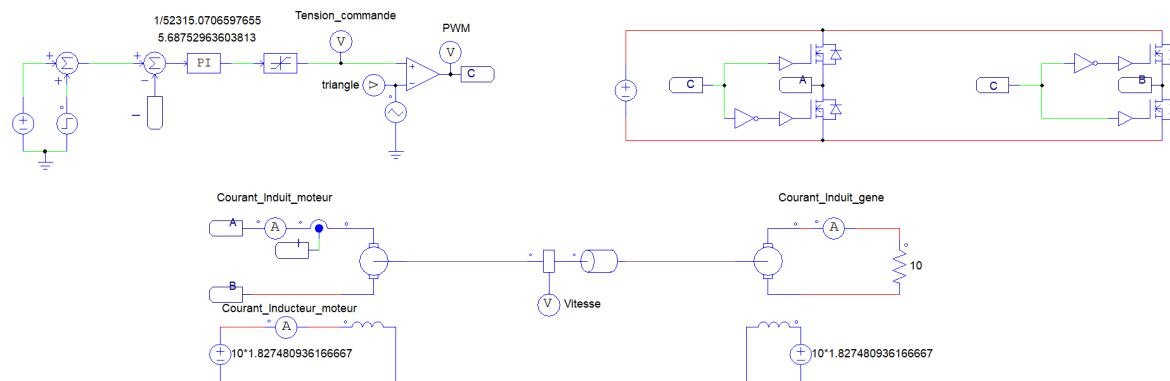 1/52315.0706597655
5.68752963603813
Tension_commande
PWM
V
V
PI
C
triangle
V
I
C
A
C
B
Courant_Induit_moteur
Courant_Induit_gene
A
A
A
I
10
B
V
Vitesse
Courant_Inducteur_moteur
A
10*1.827480936166667
10*1.827480936166667